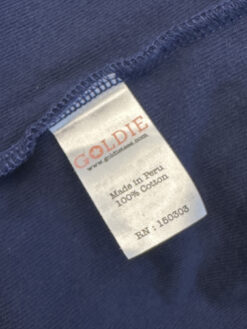 GOLDIE
www.goldietees.com
Made in Peru
100% Cotton
RN : 150303